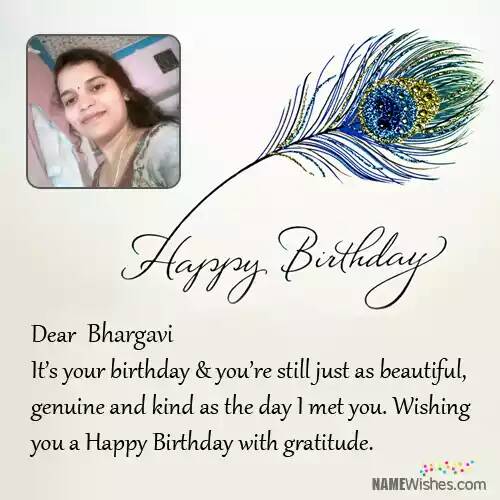 Happy Birthday
Dear Bhargavi
It's your birthday & you're still just as beautiful,
genuine and kind as the day I met you. Wishing
you a Happy Birthday with gratitude.
NAMEWishes.com